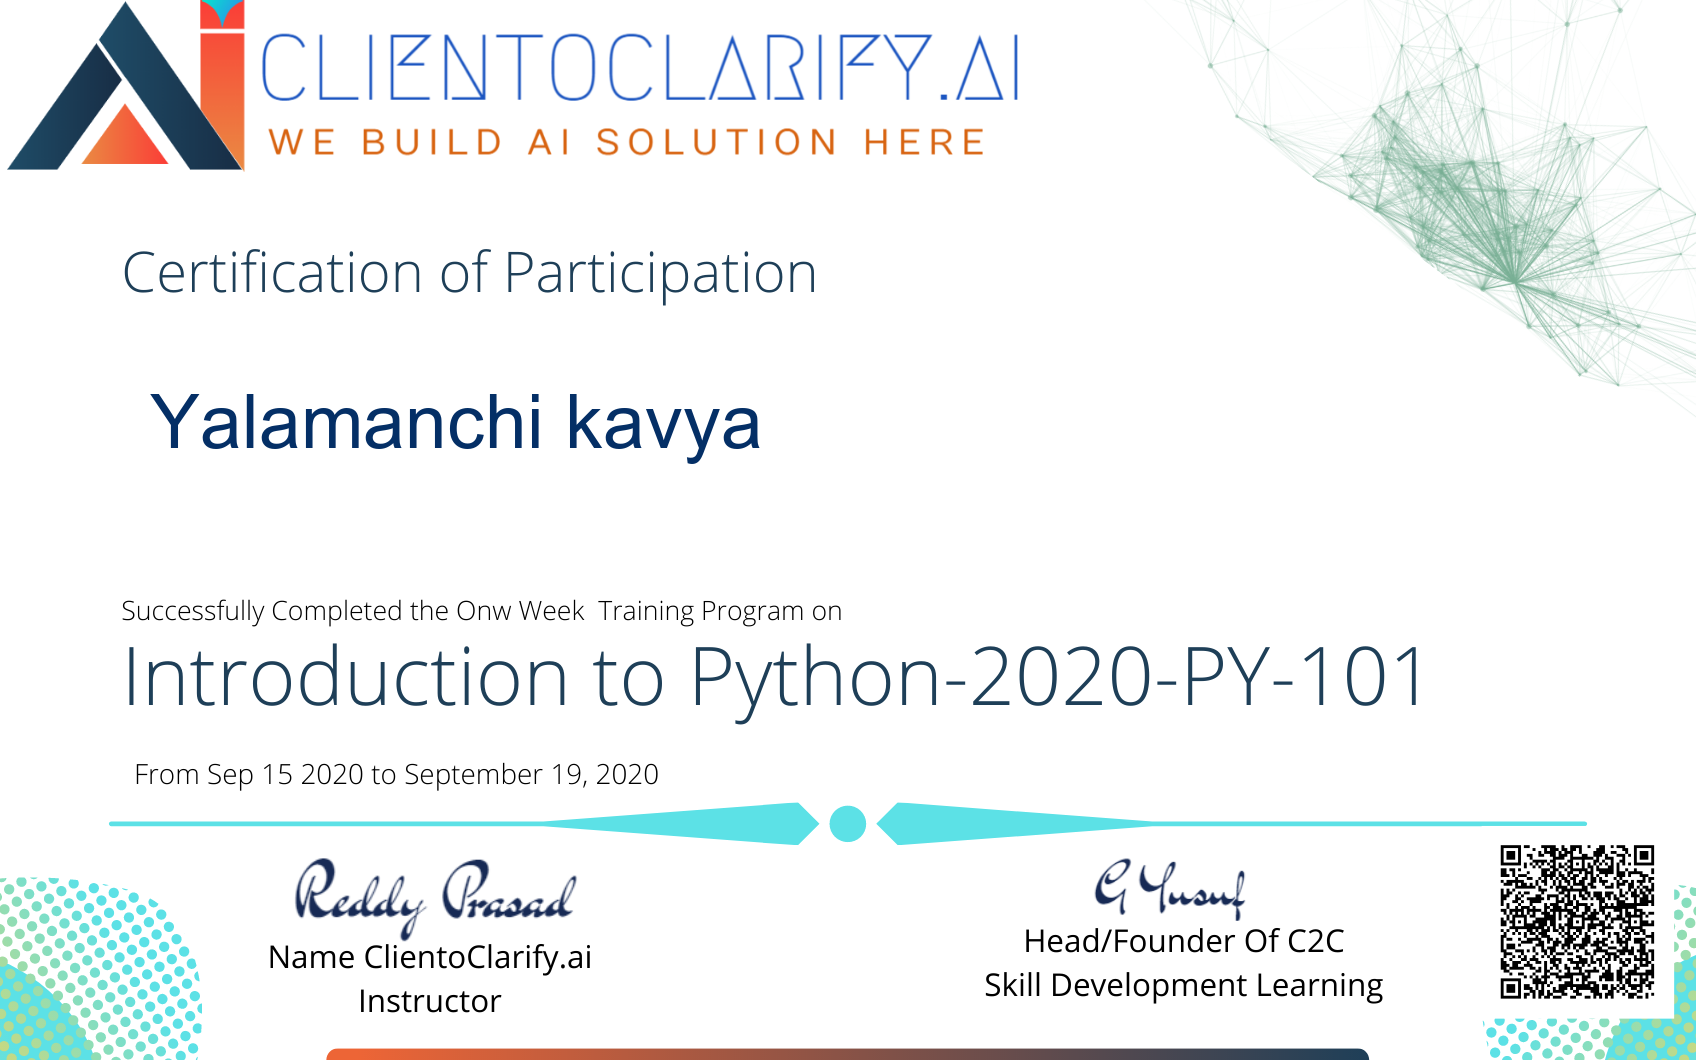 CLIENTOCLARIFY.AI
WE BUILD AI SOLUTION HERE
Certification of Participation
Yalamanchi kavya
Successfully Completed the Onw Week  Training Program on
Introduction to Python-2020-PY-101
From Sep 15 2020 to September 19, 2020
Reddy Prasad
Name ClientoClarify.ai
Instructor
G Yusuf
Head/Founder Of C2C
Skill Development Learning